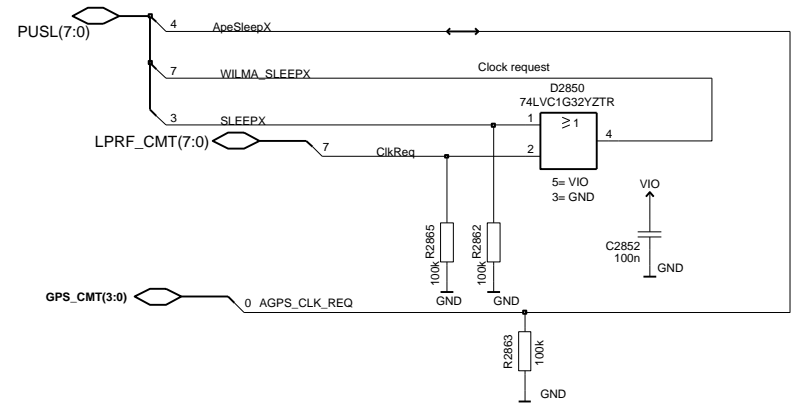 PUSL(7:0)
4 ApeSleepX
7 WILMA_SLEEPX
Clock request
D2850
74LVC1G32YZTR
3 SLEEPX
1
≥1
4
LPRF_CMT(7:0)
7 ClkReq
2
5= VIO
3= GND
VIO
R2865
100k
R2862
100k
C2852
100n
GND
GND
GND
GPS_CMT(3:0)
0 AGPS_CLK_REQ
R2863
100k
GND